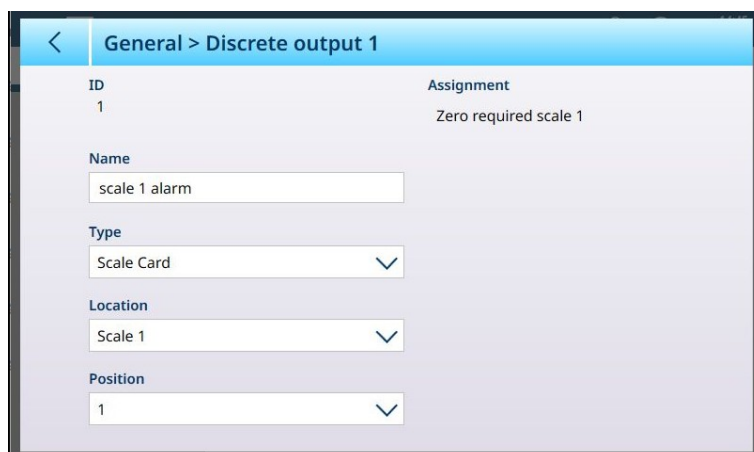 General > Discrete output 1
ID
1
Assignment
Zero required scale 1
Name
scale 1 alarm
Type
Scale Card
Location
Scale 1
Position
1